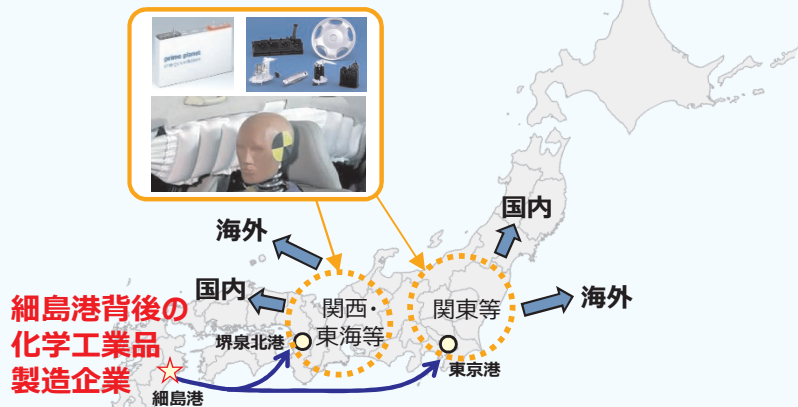 prime planet
国内
海外
国内
関西・
東海等
関東等
海外
細島港背後の
化学工業品
製造企業
堺泉北港
東京港
細島港